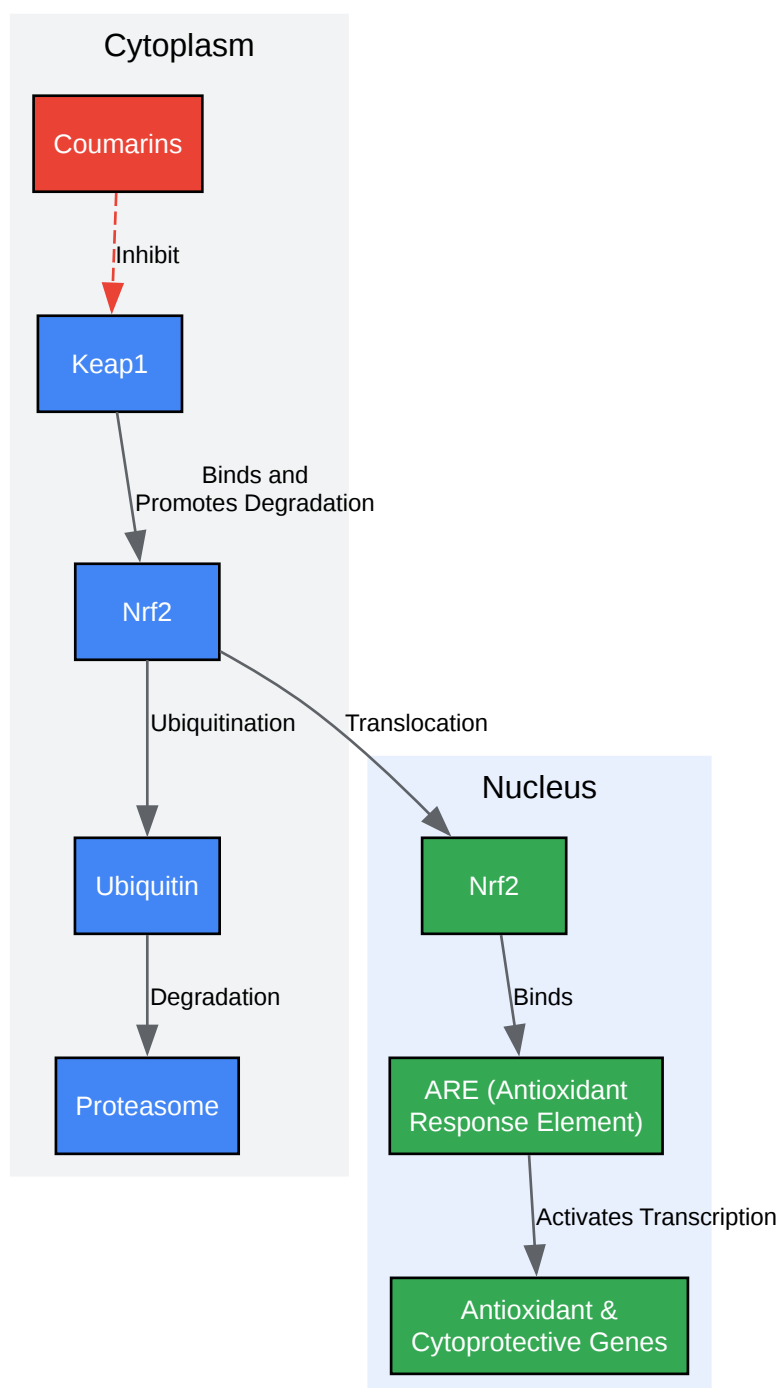 Cytoplasm
Coumarins
Inhibit
Keap1
Binds and
Promotes Degradation
Nrf2
Ubiquitination
Translocation
Nucleus
Ubiquitin
Nrf2
Degradation
Binds
Proteasome
ARE (Antioxidant
Response Element)
Activates Transcription
Antioxidant &
Cytoprotective Genes